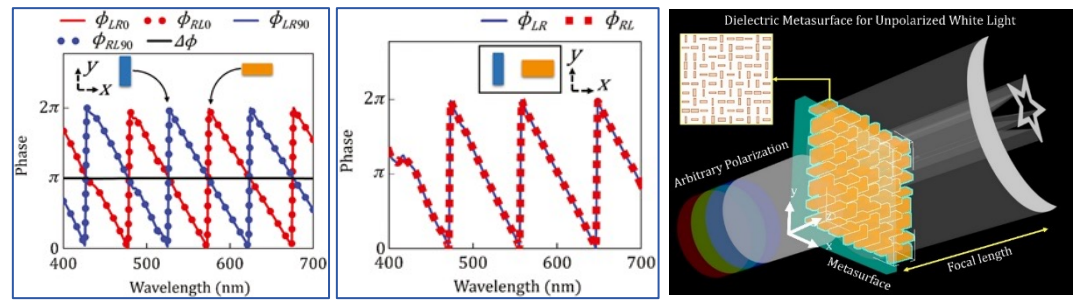 ϕLR0 ϕRL0 ϕLR90
ϕRL90 Δϕ
y
x
2π
π
0
Phase
400 500 600 700
Wavelength (nm)
ϕLR ϕRL
y
x
2π
π
0
Phase
400 500 600 700
Wavelength (nm)
Dielectric Metasurface for Unpolarized White Light
Arbitrary Polarization
y
z
x
Metasurface
Focal length